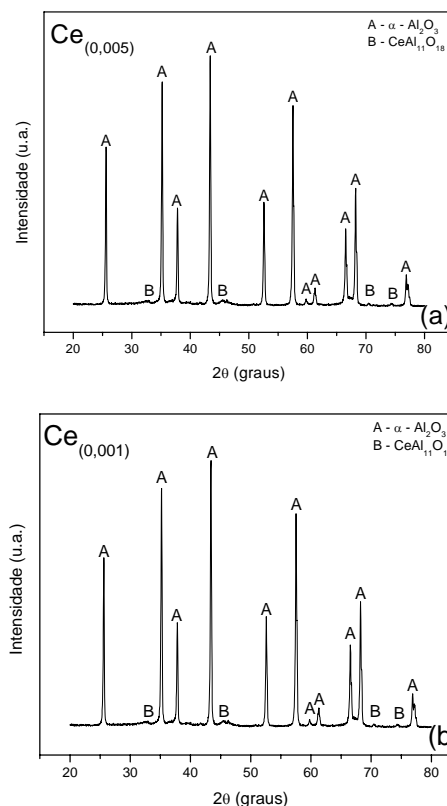 Ce(0,005)
A - α - Al2O3
B - CeAl11O18
A
A
A
A
A
A
A
A
A
A
A
B
B
B
B
Intensidade (u.a.)
20 30 40 50 60 70 80
2θ (graus)
(a)
Ce(0,001)
A - α - Al2O3
B - CeAl11O1
A
A
A
A
A
A
A
A
A
A
A
B
B
B
B
Intensidade (u.a.)
20 30 40 50 60 70 80
2θ (graus)
(b